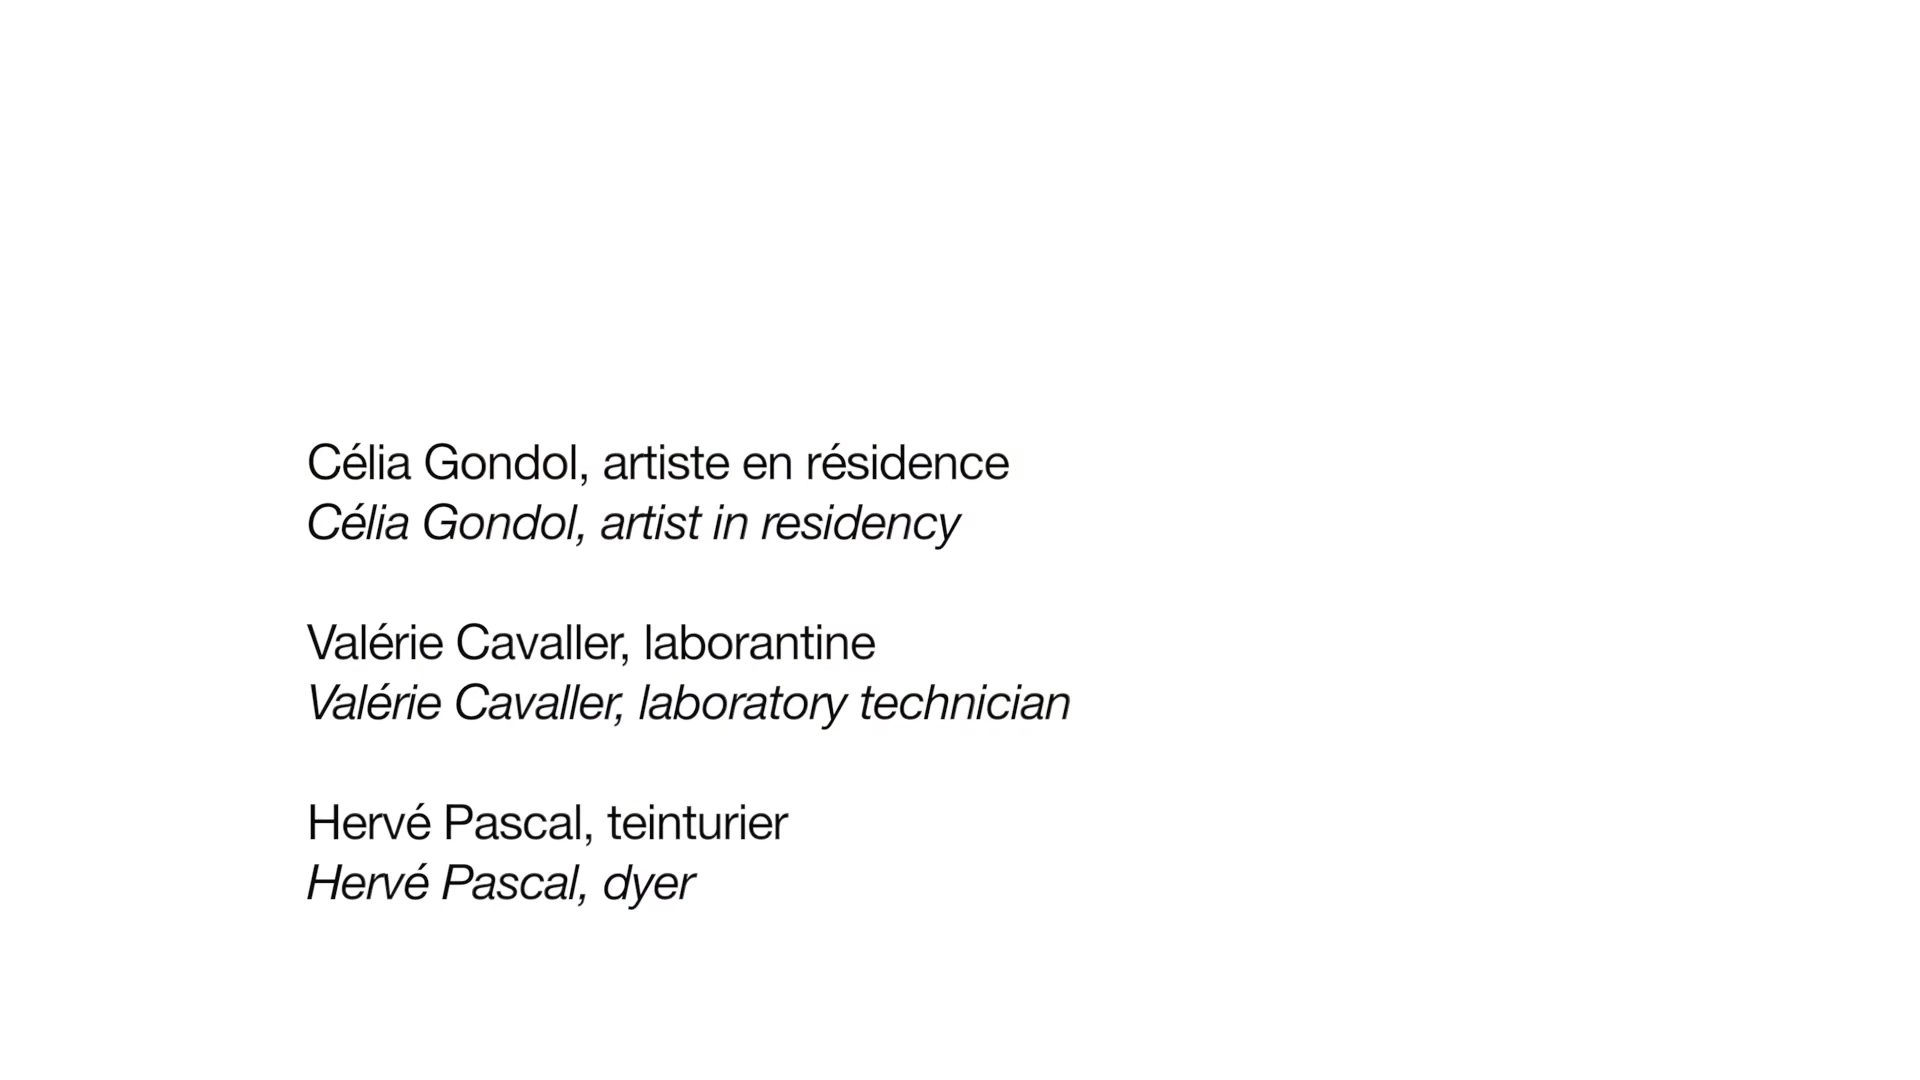 Célia Gondol, artiste en résidence
Célia Gondol, artist in residency
Valérie Cavaller, laborantine
Valérie Cavaller, laboratory technician
Hervé Pascal, teinturier
Hervé Pascal, dyer